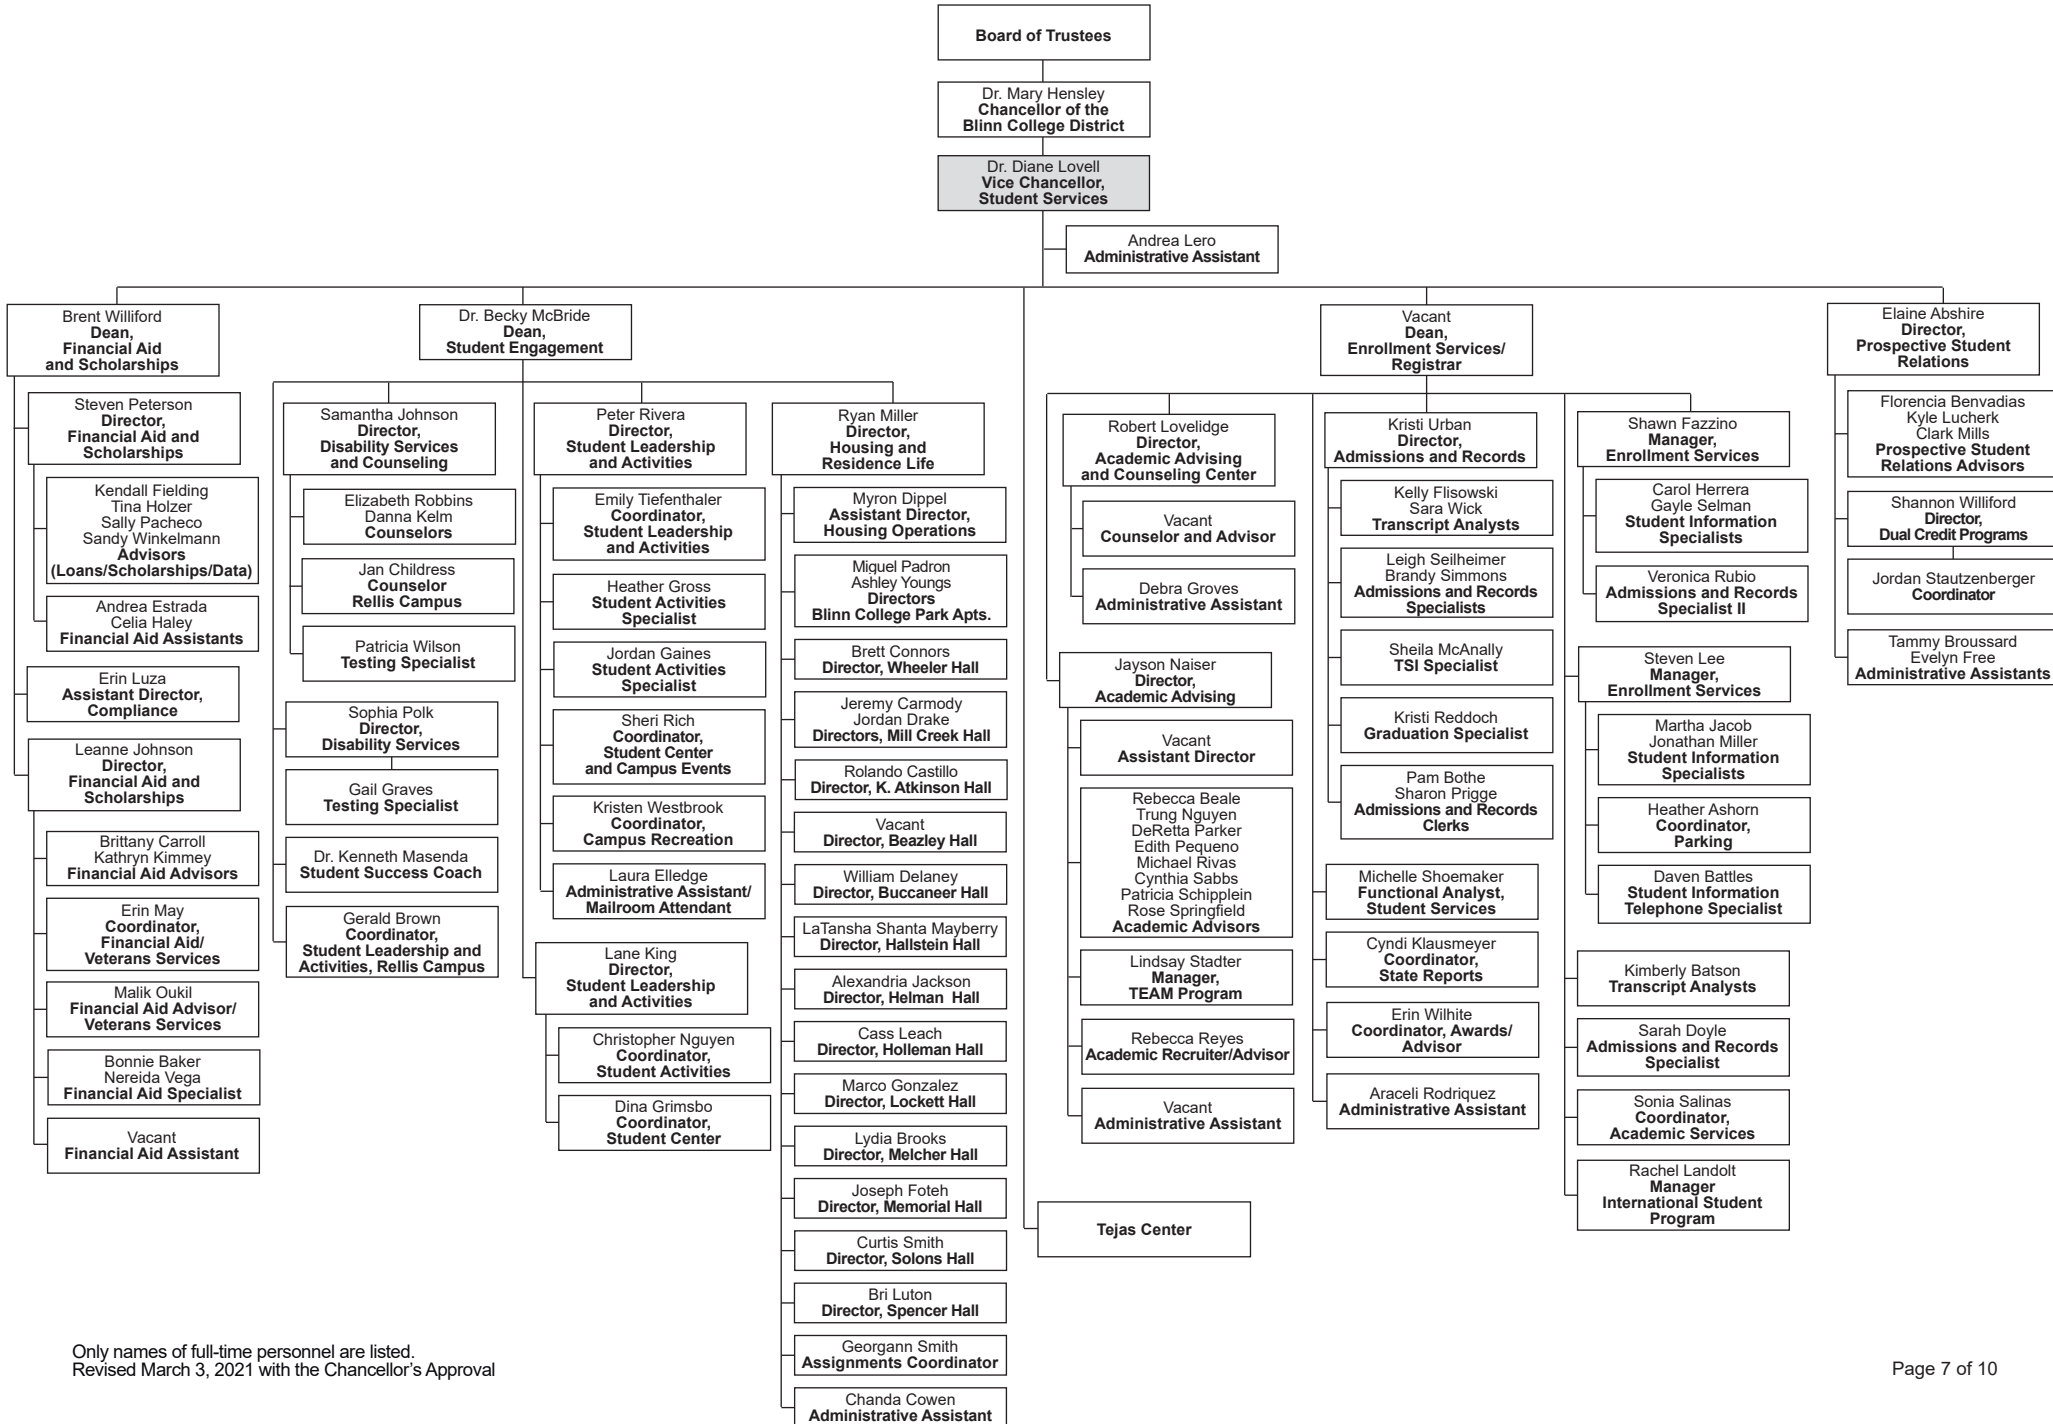 Board of Trustees
Dr. Mary Hensley
Chancellor of the
Blinn College District
Dr. Diane Lovell
Vice Chancellor,
Student Services
Andrea Lero
Administrative Assistant
Brent Williford
Dean,
Financial Aid
and Scholarships
Steven Peterson
Director,
Financial Aid and
Scholarships
Kendall Fielding
Tina Holzer
Sally Pacheco
Sandy Winkelmann
Advisors
(Loans/Scholarships/Data)
Andrea Estrada
Celia Haley
Financial Aid Assistants
Erin Luza
Assistant Director,
Compliance
Leanne Johnson
Director,
Financial Aid and
Scholarships
Brittany Carroll
Kathryn Kimmey
Financial Aid Advisors
Erin May
Coordinator,
Financial Aid/
Veterans Services
Malik Oukil
Financial Aid Advisor/
Veterans Services
Bonnie Baker
Nereida Vega
Financial Aid Specialist
Vacant
Financial Aid Assistant
Dr. Becky McBride
Dean,
Student Engagement
Samantha Johnson
Director,
Disability Services
and Counseling
Elizabeth Robbins
Danna Kelm
Counselors
Jan Childress
Counselor
Rellis Campus
Patricia Wilson
Testing Specialist
Sophia Polk
Director,
Disability Services
Gail Graves
Testing Specialist
Dr. Kenneth Masenda
Student Success Coach
Gerald Brown
Coordinator,
Student Leadership and
Activities, Rellis Campus
Peter Rivera
Director,
Student Leadership
and Activities
Emily Tiefenthaler
Coordinator,
Student Leadership
and Activities
Heather Gross
Student Activities
Specialist
Jordan Gaines
Student Activities
Specialist
Sheri Rich
Coordinator,
Student Center
and Campus Events
Kristen Westbrook
Coordinator,
Campus Recreation
Laura Elledge
Administrative Assistant/
Mailroom Attendant
Lane King
Director,
Student Leadership
and Activities
Christopher Nguyen
Coordinator,
Student Activities
Dina Grimsbo
Coordinator,
Student Center
Ryan Miller
Director,
Housing and
Residence Life
Myron Dippel
Assistant Director,
Housing Operations
Miguel Padron
Ashley Youngs
Directors
Blinn College Park Apts.
Brett Connors
Director, Wheeler Hall
Jeremy Carmody
Jordan Drake
Directors, Mill Creek Hall
Rolando Castillo
Director, K. Atkinson Hall
Vacant
Director, Beazley Hall
William Delaney
Director, Buccaneer Hall
LaTansha Shanta Mayberry
Director, Hallstein Hall
Alexandria Jackson
Director, Helman Hall
Cass Leach
Director, Holleman Hall
Marco Gonzalez
Director, Lockett Hall
Lydia Brooks
Director, Melcher Hall
Joseph Foteh
Director, Memorial Hall
Curtis Smith
Director, Solons Hall
Bri Luton
Director, Spencer Hall
Georgann Smith
Assignments Coordinator
Chanda Cowen
Administrative Assistant
Tejas Center
Vacant
Dean,
Enrollment Services/
Registrar
Robert Lovelidge
Director,
Academic Advising
and Counseling Center
Vacant
Counselor and Advisor
Debra Groves
Administrative Assistant
Jayson Naiser
Director,
Academic Advising
Vacant
Assistant Director
Rebecca Beale
Trung Nguyen
DeRetta Parker
Edith Pequeno
Michael Rivas
Cynthia Sabbs
Patricia Schipplein
Rose Springfield
Academic Advisors
Lindsay Stadter
Manager,
TEAM Program
Rebecca Reyes
Academic Recruiter/Advisor
Vacant
Administrative Assistant
Kristi Urban
Director,
Admissions and Records
Kelly Flisowski
Sara Wick
Transcript Analysts
Leigh Seilheimer
Brandy Simmons
Admissions and Records
Specialists
Sheila McAnally
TSI Specialist
Kristi Reddoch
Graduation Specialist
Pam Bothe
Sharon Prigge
Admissions and Records
Clerks
Michelle Shoemaker
Functional Analyst,
Student Services
Cyndi Klausmeyer
Coordinator,
State Reports
Erin Wilhite
Coordinator, Awards/
Advisor
Araceli Rodriquez
Administrative Assistant
Shawn Fazzino
Manager,
Enrollment Services
Carol Herrera
Gayle Selman
Student Information
Specialists
Veronica Rubio
Admissions and Records
Specialist II
Steven Lee
Manager,
Enrollment Services
Martha Jacob
Jonathan Miller
Student Information
Specialists
Heather Ashorn
Coordinator,
Parking
Daven Battles
Student Information
Telephone Specialist
Kimberly Batson
Transcript Analysts
Sarah Doyle
Admissions and Records
Specialist
Sonia Salinas
Coordinator,
Academic Services
Rachel Landolt
Manager
International Student
Program
Elaine Abshire
Director,
Prospective Student
Relations
Florencia Benvadias
Kyle Lucherk
Clark Mills
Prospective Student
Relations Advisors
Shannon Williford
Director,
Dual Credit Programs
Jordan Stautzenberger
Coordinator
Tammy Broussard
Evelyn Free
Administrative Assistants
Only names of full-time personnel are listed.
Revised March 3, 2021 with the Chancellor's Approval
Page 7 of 10